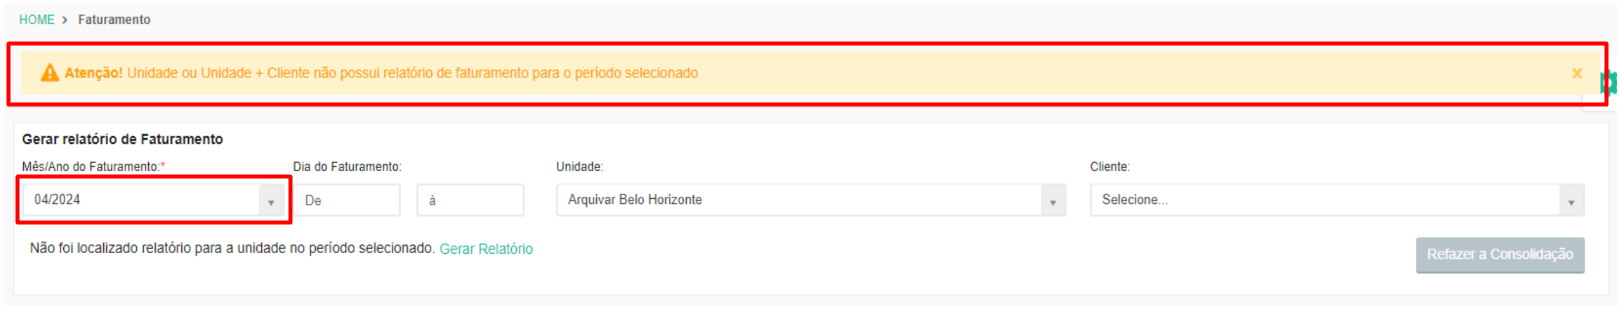 HOME > Faturamento
Atenção! Unidade ou Unidade + Cliente não possui relatório de faturamento para o período selecionado ×
Gerar relatório de Faturamento
Mês/Ano do Faturamento:* Dia do Faturamento: Unidade: Cliente:
04/2024 De à Arquivar Belo Horizonte Selecione...
Não foi localizado relatório para a unidade no período selecionado. Gerar Relatório Refazer a Consolidação